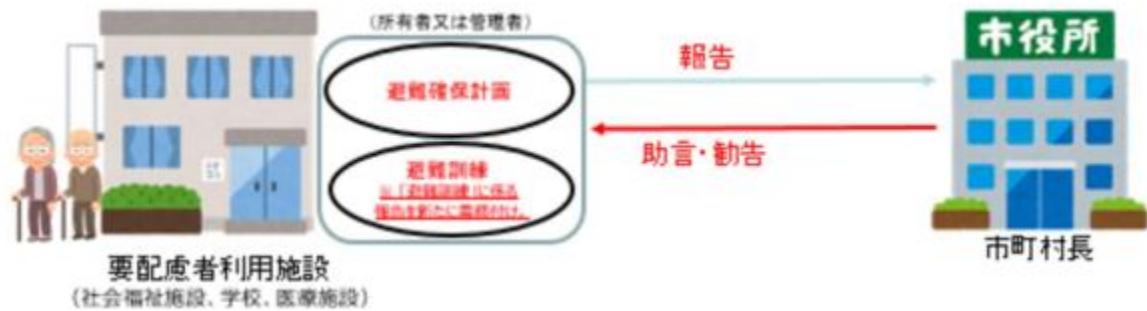 (所有者又は管理者)
避難確保計画
避難訓練
※「避難訓練」に係る
報告を新たに義務付け。
報告
助言・勧告
市役所
市町村長
要配慮者利用施設
(社会福祉施設、学校、医療施設)